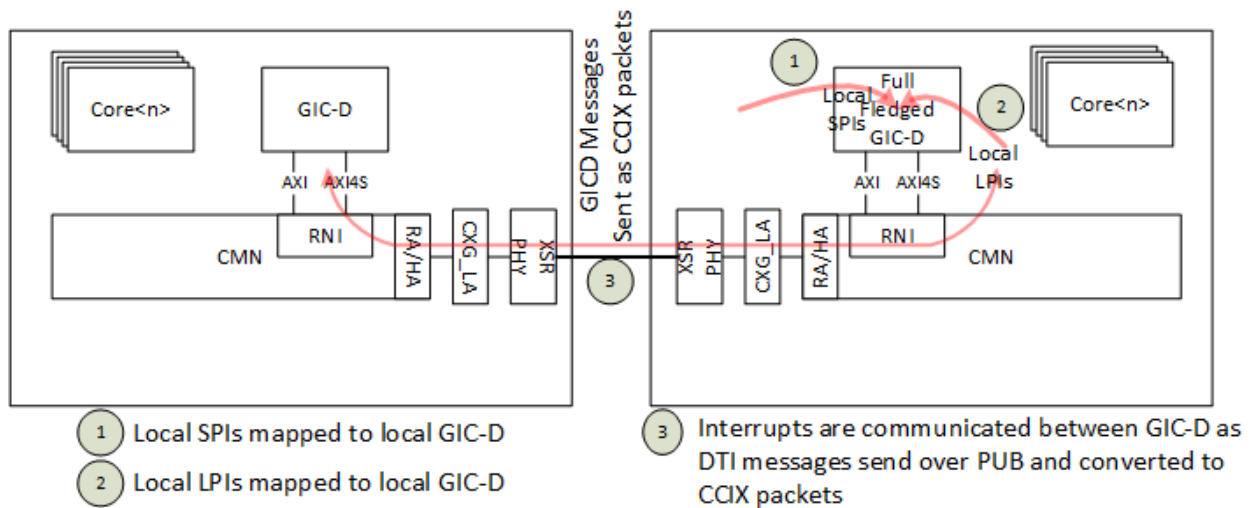 Core<n>
GIC-D
AXI
AXI4S
RNI
CMN
RA/HA
CXG_LA
XSR
PHY
GICD Messages
Sent as CCIX packets
3
1
Full
Fledged
GIC-D
Local
SPIs
2
Local
LPIs
Core<n>
AXI
AXI4S
XSR
PHY
CXG_LA
RA/HA
RNI
CMN
1 Local SPIs mapped to local GIC-D
2 Local LPIs mapped to local GIC-D
3 Interrupts are communicated between GIC-D as
DTI messages send over PUB and converted to
CCIX packets